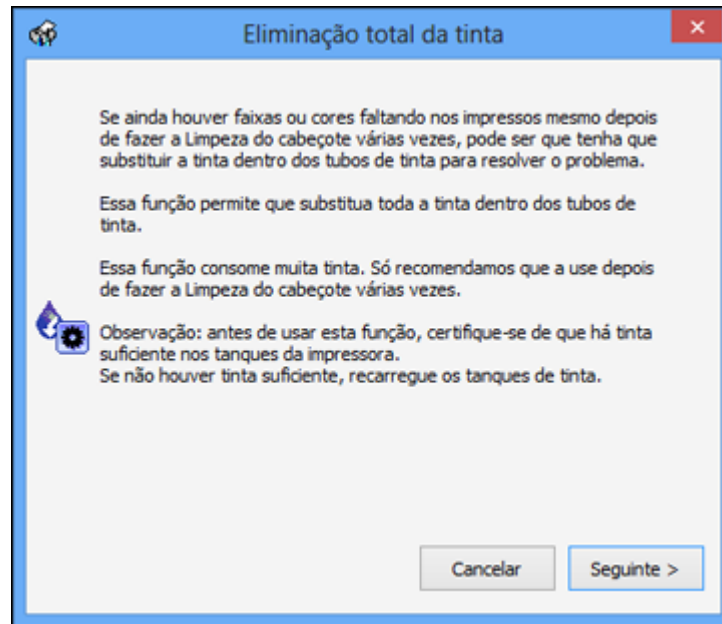 Eliminação total da tinta
Se ainda houver faixas ou cores faltando nos impressos mesmo depois
de fazer a Limpeza do cabeçote várias vezes, pode ser que tenha que
substituir a tinta dentro dos tubos de tinta para resolver o problema.
Essa função permite que substitua toda a tinta dentro dos tubos de
tinta.
Essa função consome muita tinta. Só recomendamos que a use depois
de fazer a Limpeza do cabeçote várias vezes.
Observação: antes de usar esta função, certifique-se de que há tinta
suficiente nos tanques da impressora.
Se não houver tinta suficiente, recarregue os tanques de tinta.
Cancelar
Seguinte >